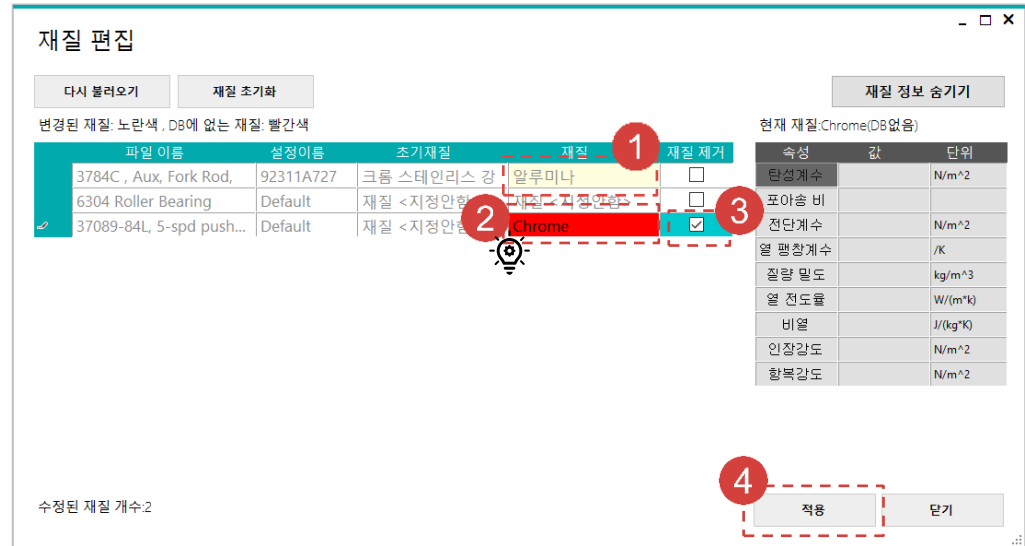 재질 편집
다시 불러오기 재질 초기화 재질 정보 숨기기
변경된 재질: 노란색 , DB에 없는 재질: 빨간색 현재 재질:Chrome(DB없음)
파일 이름 설정이름 초기재질 재질 1 재질 제거
3784C , Aux, Fork Rod, 92311A727 크롬 스테인리스 강 알루미나
6304 Roller Bearing Default 재질 <지정안함 재질 <지정안함>
37089-84L, 5-spd push... Default 재질 <지정안함 2 Chrome 3
속성 값 단위
탄성계수 N/m^2
포아송 비
전단계수 N/m^2
열 팽창계수 /K
질량 밀도 kg/m^3
열 전도율 W/(m*k)
비열 J/(kg*K)
인장강도 N/m^2
항복강도 N/m^2
수정된 재질 개수:2
4
적용 닫기